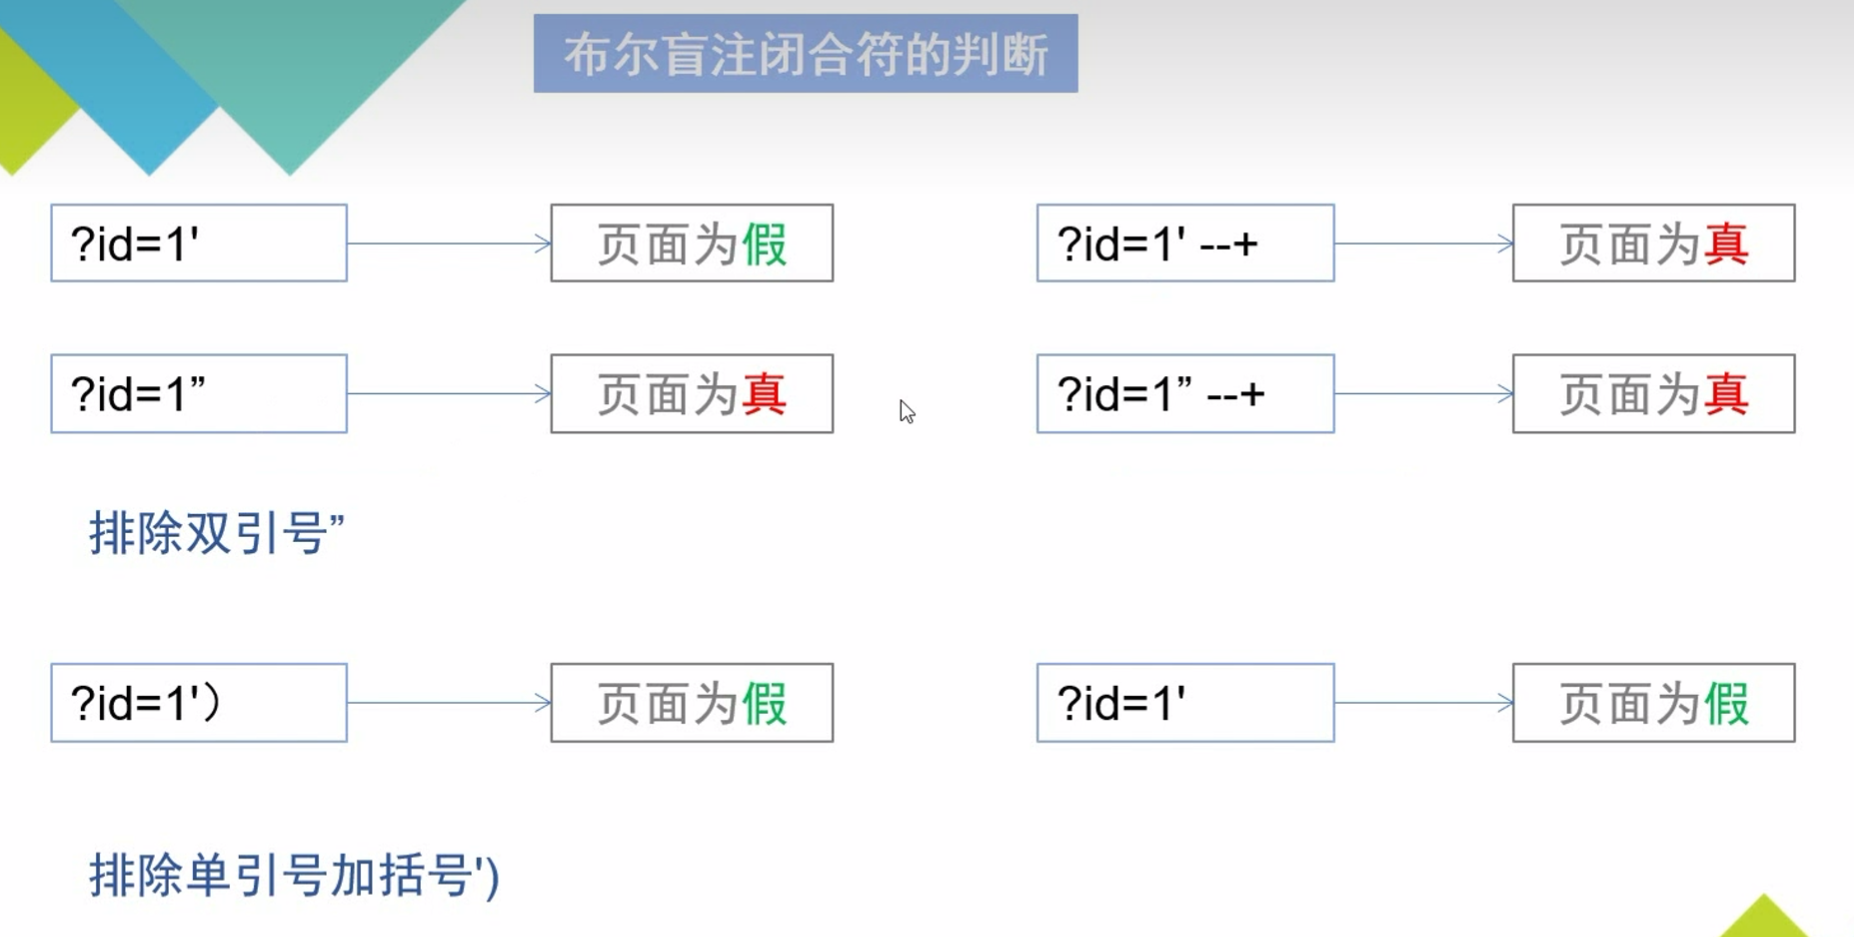 布尔盲注闭合符的判断
?id=1' 页面为假 ?id=1' --+ 页面为真
?id=1” 页面为真 ?id=1” --+ 页面为真
排除双引号”
?id=1'） 页面为假 ?id=1' 页面为假
排除单引号加括号')